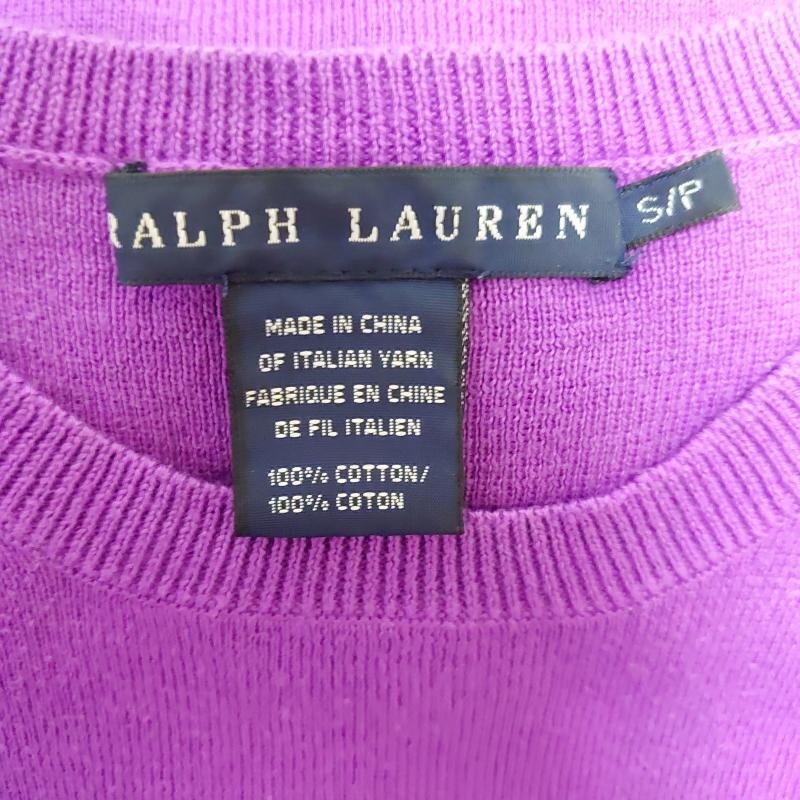 RALPH LAUREN
S/P
MADE IN CHINA
OF ITALIAN YARN
FABRIQUE EN CHINE
DE FIL ITALIEN
100% COTTON/
100% COTON